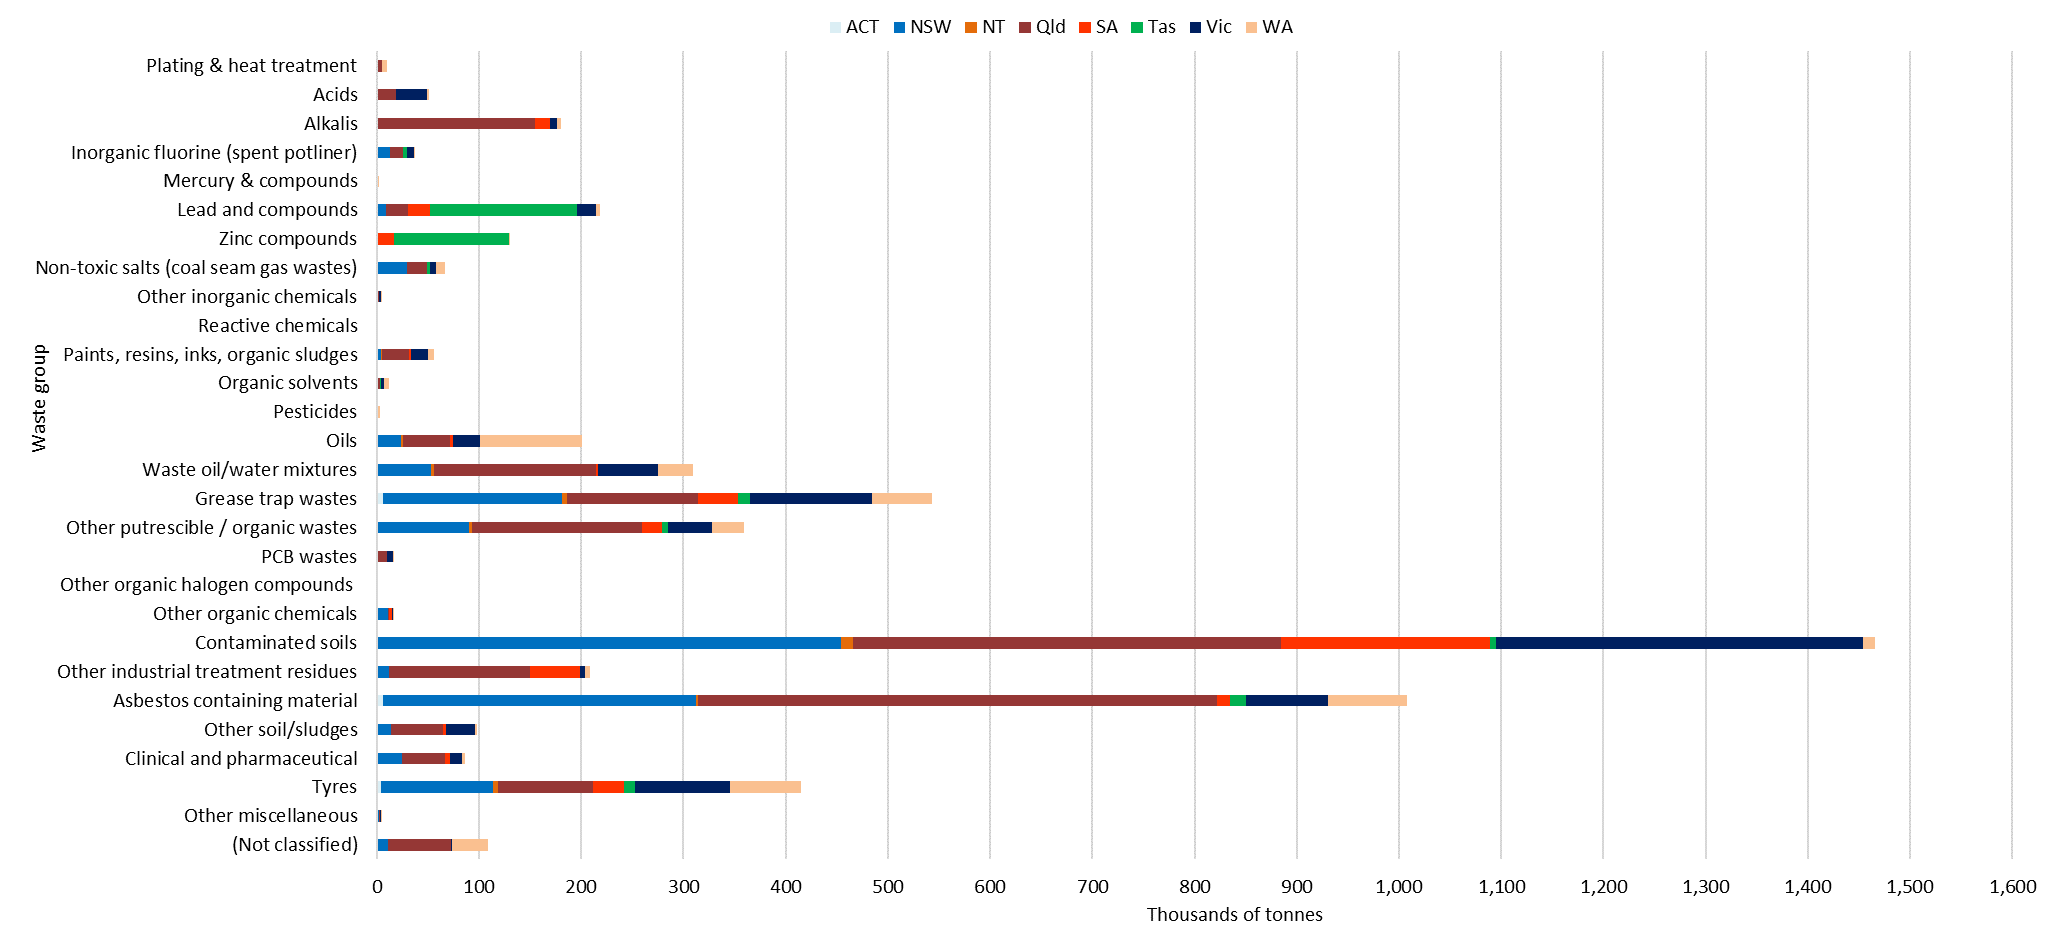 ACT NSW NT Qld SA Tas Vic WA
Waste group
Plating & heat treatment
Acids
Alkalis
Inorganic fluorine (spent potliner)
Mercury & compounds
Lead and compounds
Zinc compounds
Non-toxic salts (coal seam gas wastes)
Other inorganic chemicals
Reactive chemicals
Paints, resins, inks, organic sludges
Organic solvents
Pesticides
Oils
Waste oil/water mixtures
Grease trap wastes
Other putrescible / organic wastes
PCB wastes
Other organic halogen compounds
Other organic chemicals
Contaminated soils
Other industrial treatment residues
Asbestos containing material
Other soil/sludges
Clinical and pharmaceutical
Tyres
Other miscellaneous
(Not classified)
0 100 200 300 400 500 600 700 800 900 1,000 1,100 1,200 1,300 1,400 1,500 1,600
Thousands of tonnes